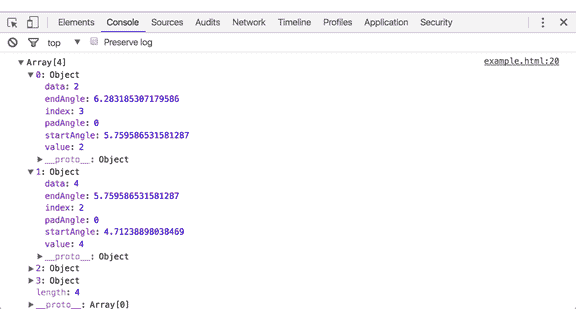 Elements Console Sources Audits Network Timeline Profiles Application Security
top Preserve log
Array[4] example.html:20
0: Object
data: 2
endAngle: 6.283185307179586
index: 3
padAngle: 0
startAngle: 5.759586531581287
value: 2
__proto__: Object
1: Object
data: 4
endAngle: 5.759586531581287
index: 2
padAngle: 0
startAngle: 4.71238898038469
value: 4
__proto__: Object
2: Object
3: Object
length: 4
__proto__: Array[0]